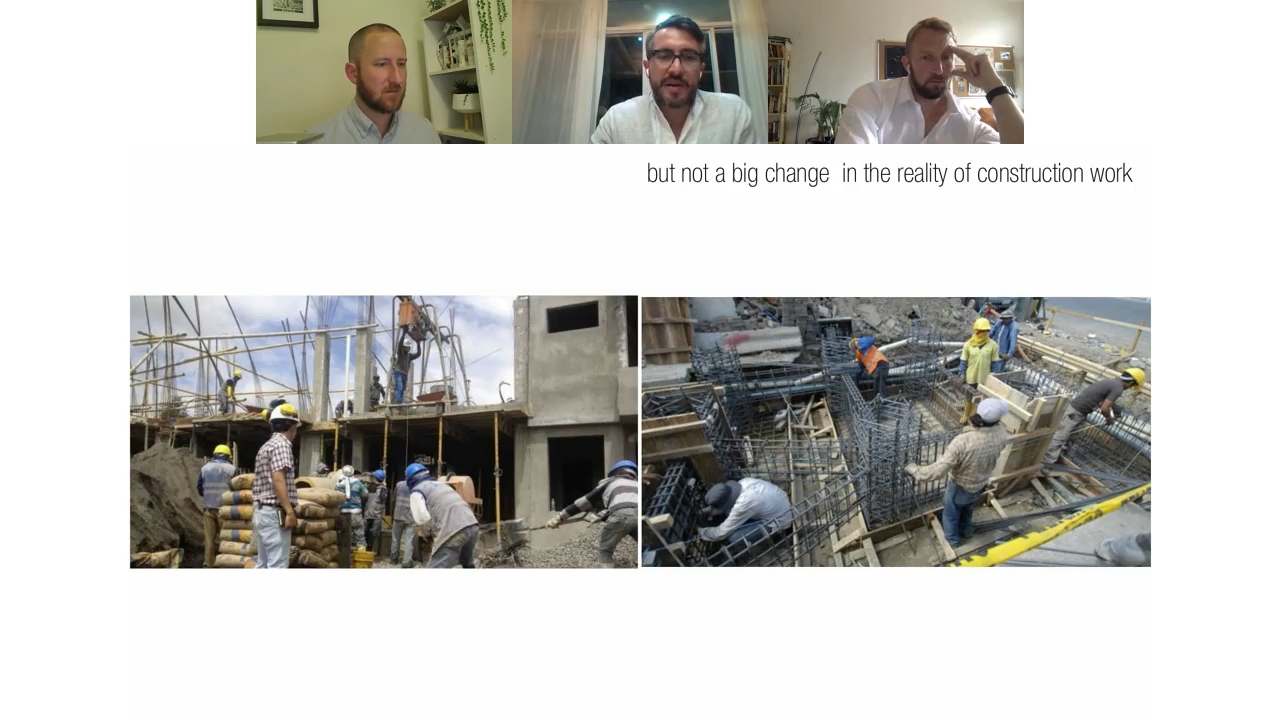 but not a big change  in the reality of construction work